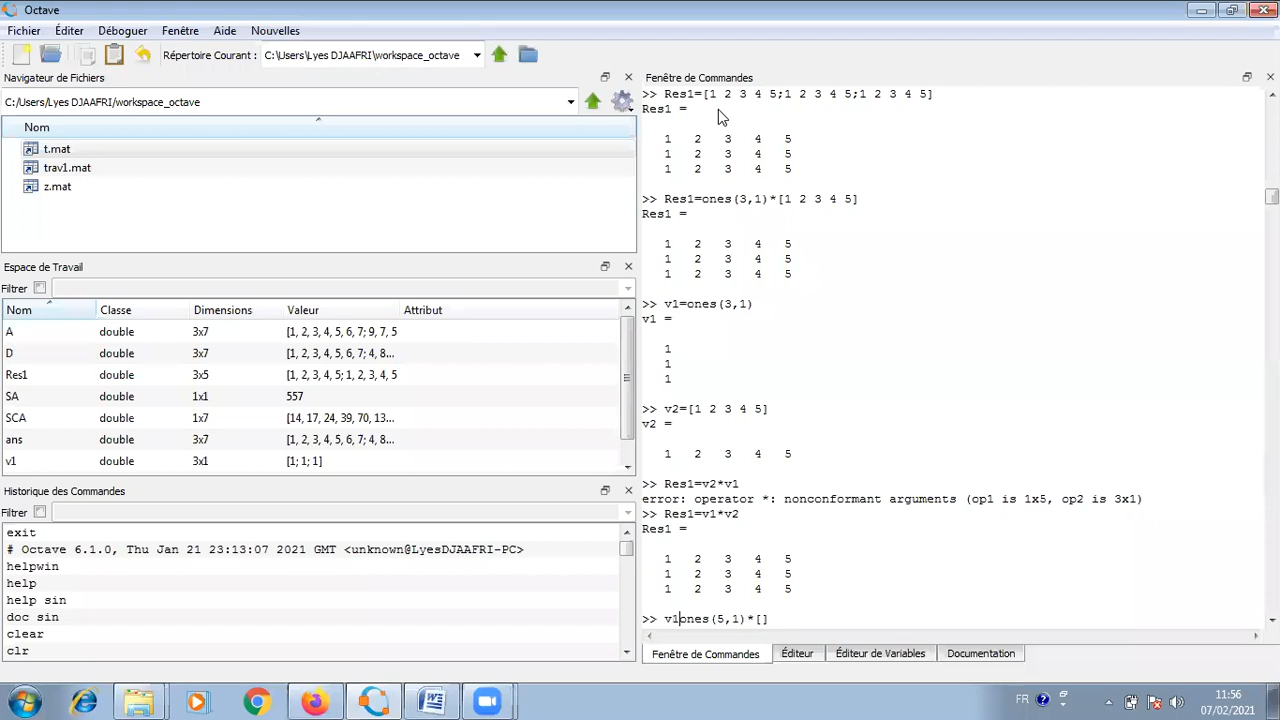 Octave
Fichier Éditer Déboguer Fenêtre Aide Nouvelles
Répertoire Courant : C:\Users\Lyes DJAAFRI\workspace_octave
Navigateur de Fichiers
C:/Users/Lyes DJAAFRI/workspace_octave
Nom
t.mat
trav1.mat
z.mat
Espace de Travail
Filtrer
Nom Classe Dimensions Valeur Attribut
A double 3x7 [1, 2, 3, 4, 5, 6, 7; 9, 7, 5
D double 3x7 [1, 2, 3, 4, 5, 6, 7; 4, 8...
Res1 double 3x5 [1, 2, 3, 4, 5; 1, 2, 3, 4, 5
SA double 1x1 557
SCA double 1x7 [14, 17, 24, 39, 70, 13...
ans double 3x7 [1, 2, 3, 4, 5, 6, 7; 4, 8...
v1 double 3x1 [1; 1; 1]
Historique des Commandes
Filtrer
exit
# Octave 6.1.0, Thu Jan 21 23:13:07 2021 GMT <unknown@LyesDJAAFRI-PC>
helpwin
help
help sin
doc sin
clear
clr
Fenêtre de Commandes
>> Res1=[1 2 3 4 5;1 2 3 4 5;1 2 3 4 5]
Res1 =
1 2 3 4 5
1 2 3 4 5
1 2 3 4 5
>> Res1=ones(3,1)*[1 2 3 4 5]
Res1 =
1 2 3 4 5
1 2 3 4 5
1 2 3 4 5
>> v1=ones(3,1)
v1 =
1
1
1
>> v2=[1 2 3 4 5]
v2 =
1 2 3 4 5
>> Res1=v2*v1
error: operator *: nonconformant arguments (op1 is 1x5, op2 is 3x1)
>> Res1=v1*v2
Res1 =
1 2 3 4 5
1 2 3 4 5
1 2 3 4 5
>> v1ones(5,1)*[]
Fenêtre de Commandes Éditeur Éditeur de Variables Documentation
FR
11:56
07/02/2021